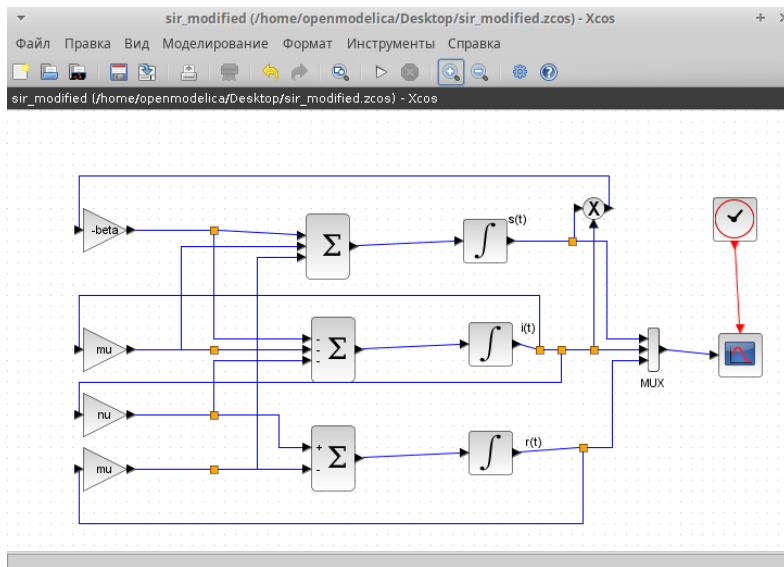 sir_modified (/home/openmodelica/Desktop/sir_modified.zcos) - Xcos
Файл Правка Вид Моделирование Формат Инструменты Справка
sir_modified (/home/openmodelica/Desktop/sir_modified.zcos) - Xcos
-beta
Σ
∫
s(t)
X
mu
-
-
-
Σ
∫
i(t)
MUX
nu
mu
+
-
Σ
∫
r(t)